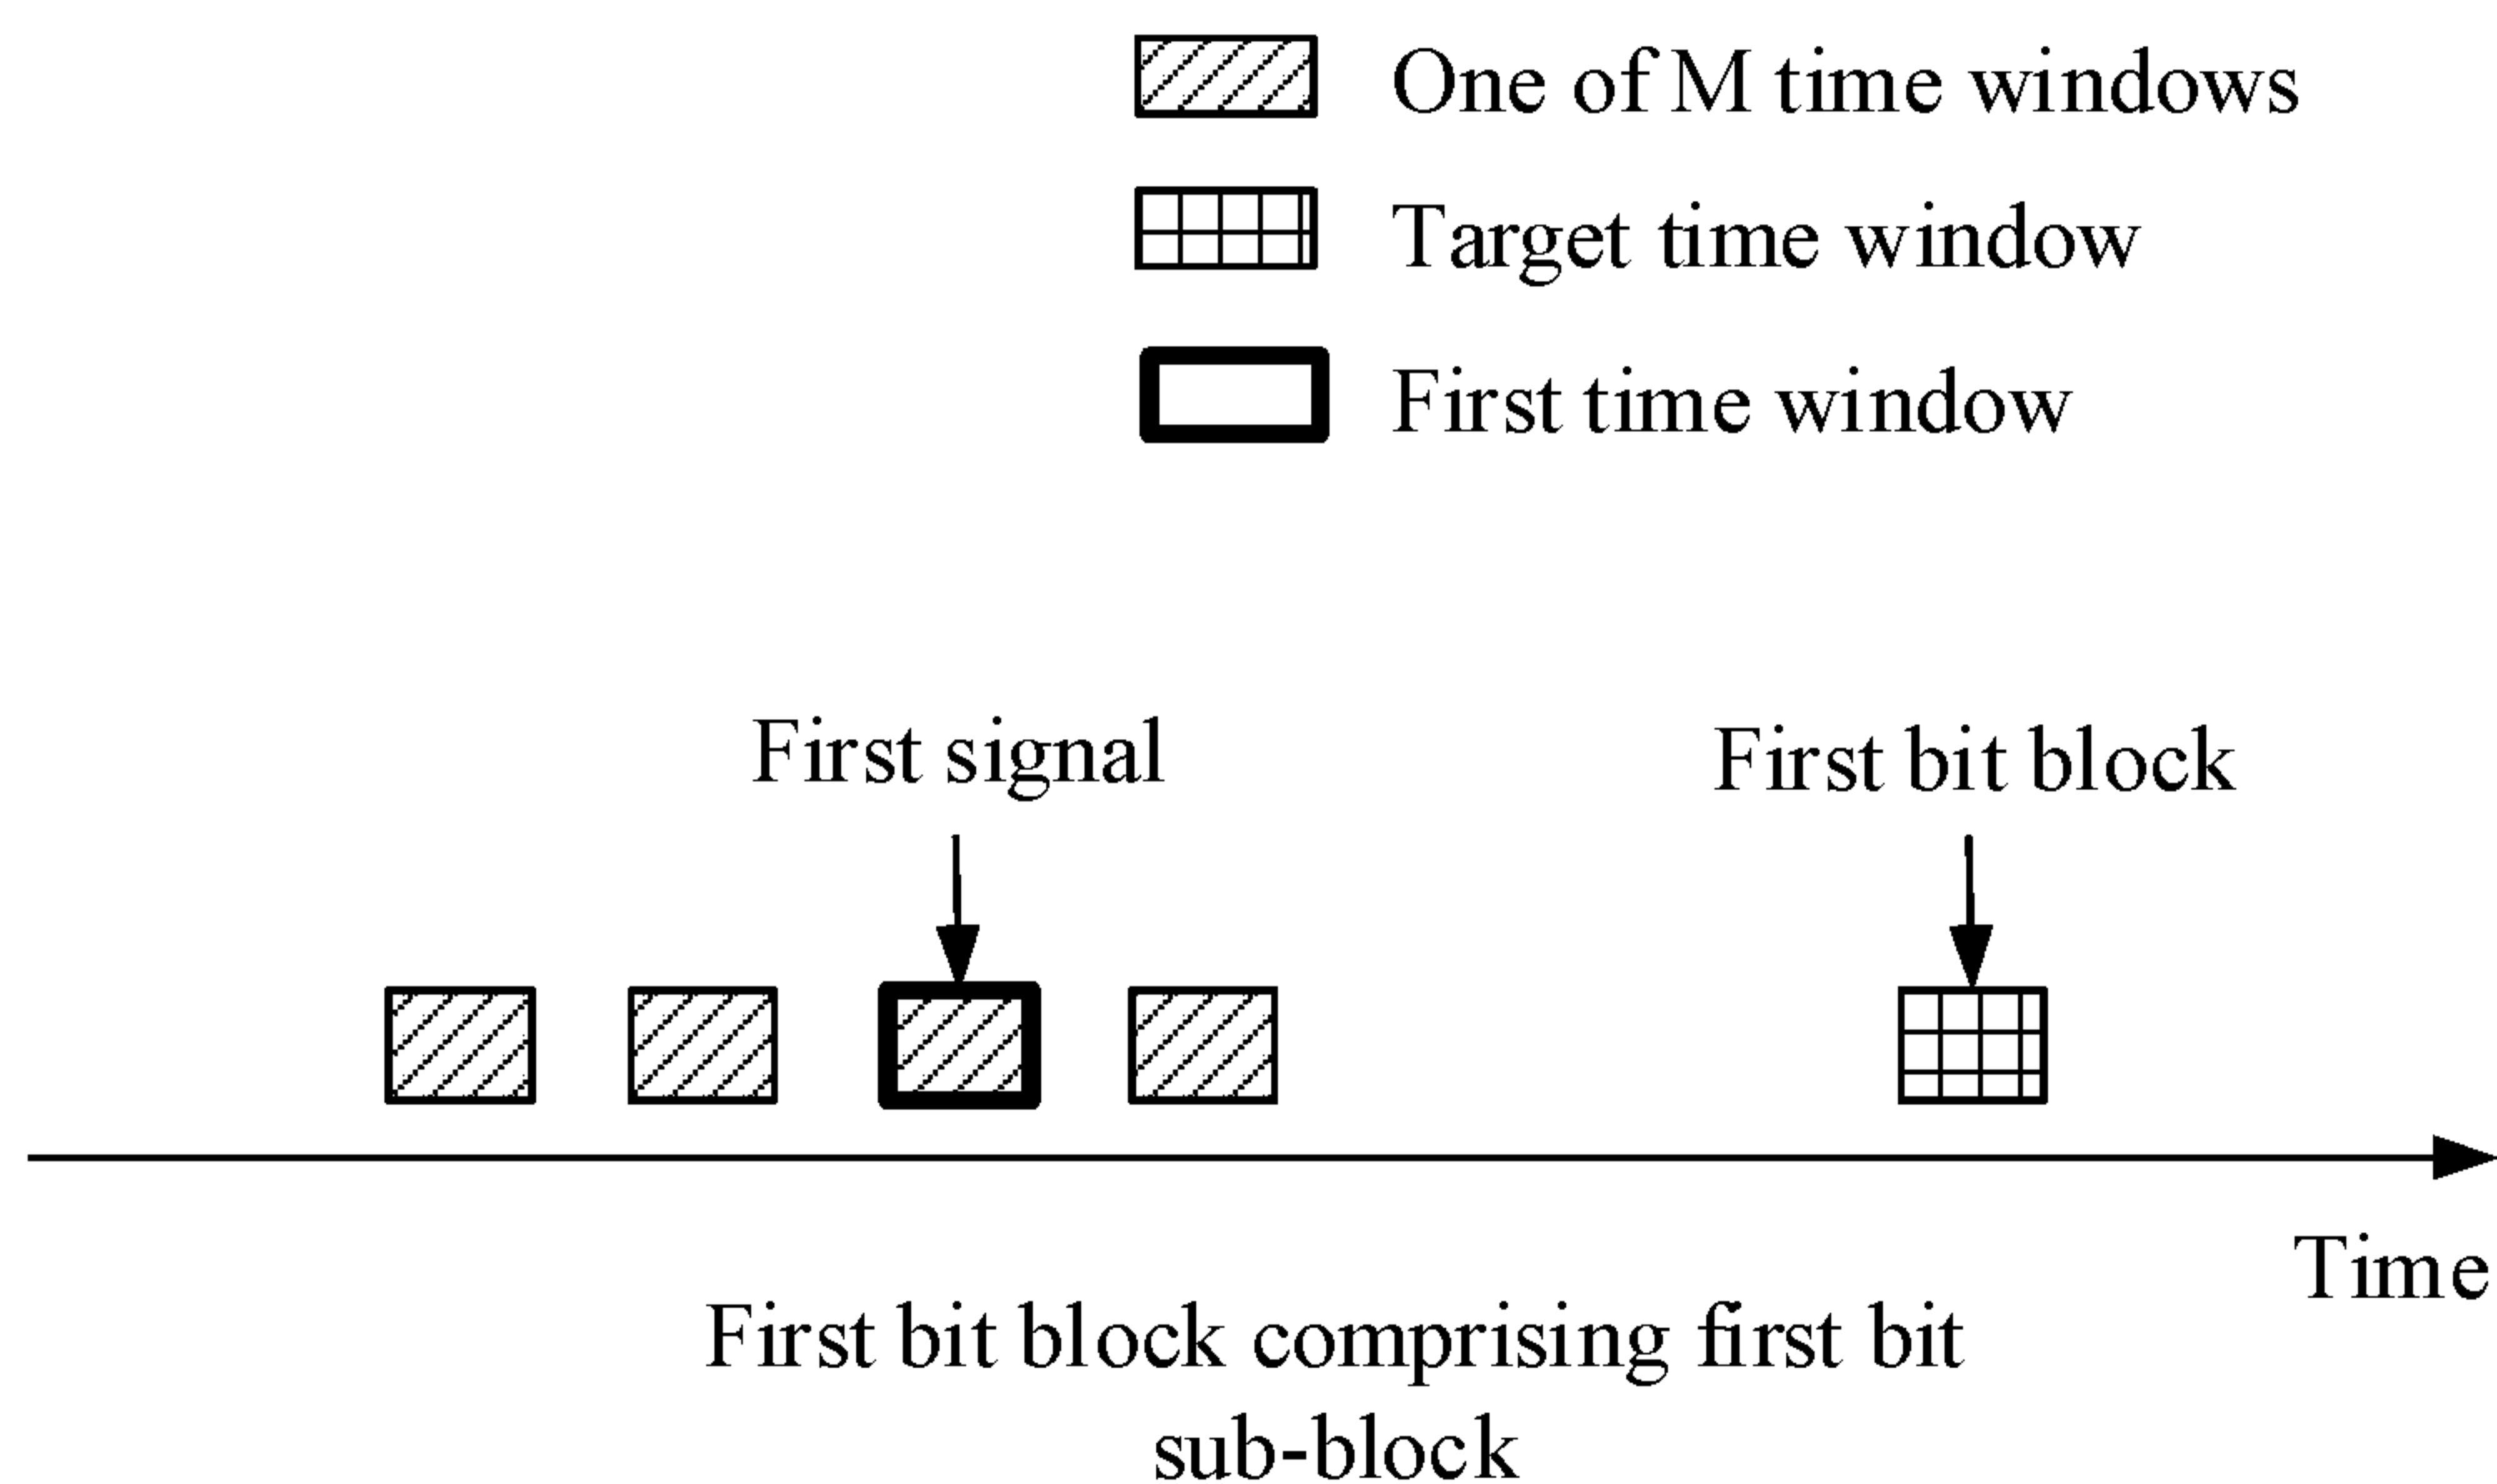 One of M time windows
Target time window
First time window
First signal
First bit block
Time
First bit block comprising first bit
sub-block